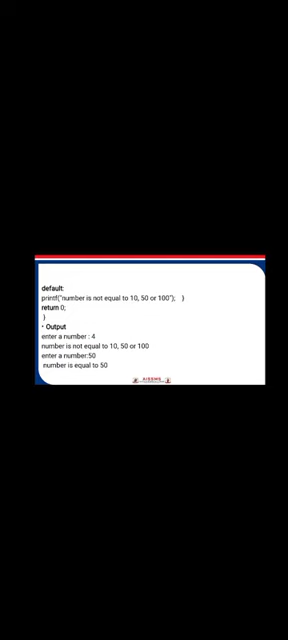 default:
printf("number is not equal to 10, 50 or 100"); }
return 0;
}
• Output
enter a number : 4
number is not equal to 10, 50 or 100
enter a number:50
number is equal to 50
AISSMS